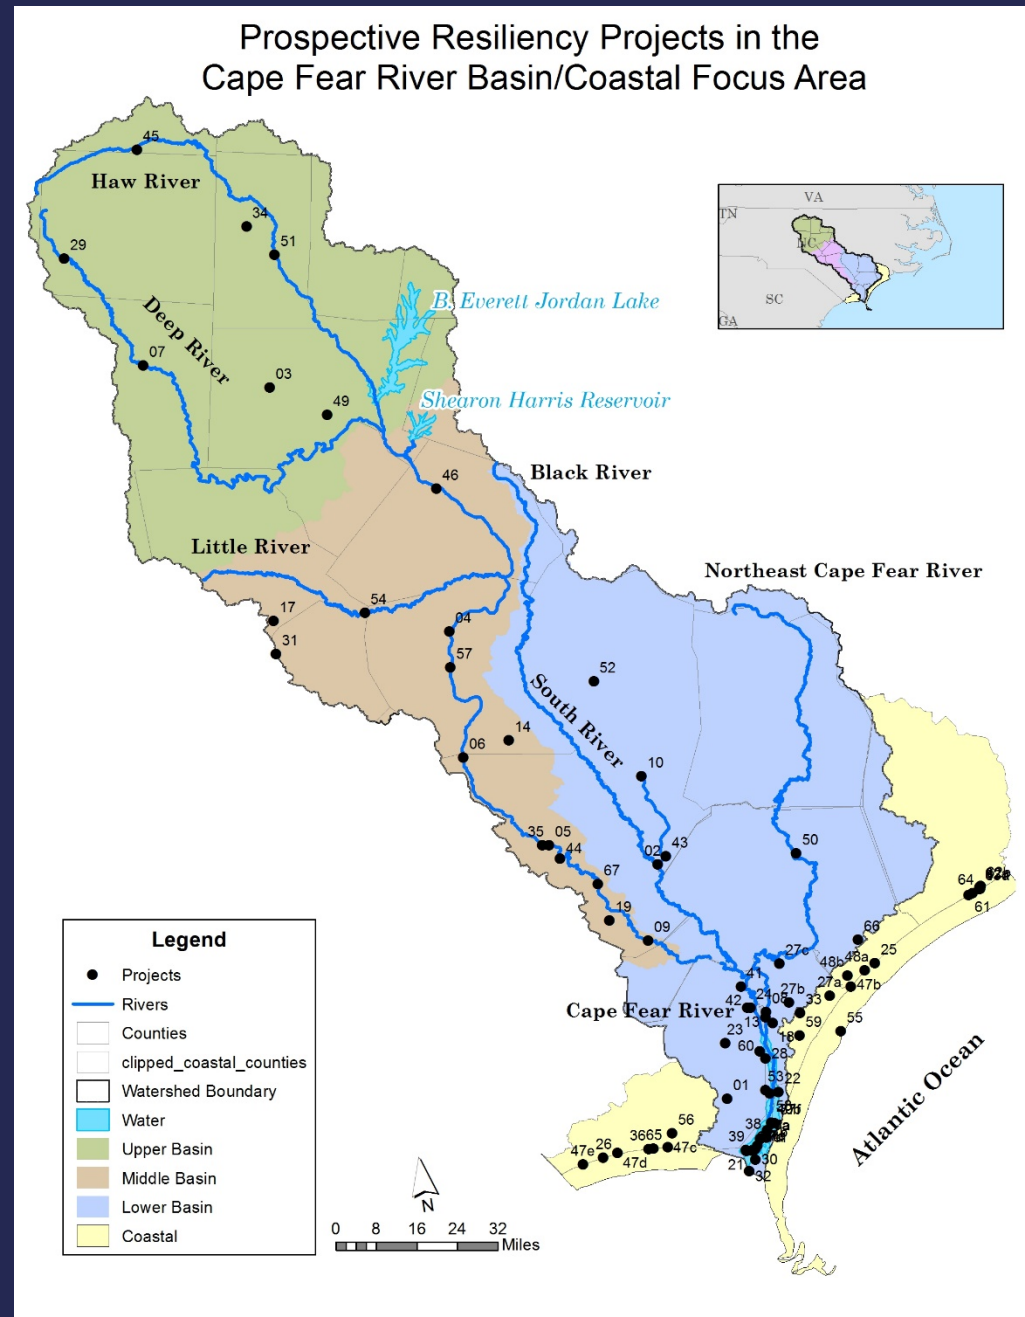 Prospective Resiliency Projects in the
Cape Fear River Basin/Coastal Focus Area
45
Haw River
VA
TN
NC
SC
GA
34
29
51
B. Everett Jordan Lake
Deep River
07
03
49
Shearon Harris Reservoir
46
Black River
Little River
Northeast Cape Fear River
54
17
04
31
57
52
South River
14
06
10
35
05
44
02
43
50
67
64
61
19
09
66
27c
48b
48a
25
41
27a
47b
42
24
08
27b
Cape Fear River
13
33
18
59
55
23
60
28
53
22
01
Atlantic Ocean
56
38
39
36
65
47c
47e
26
47d
21
30
32
N
0 8 16 24 32
Miles
Legend
Projects
Rivers
Counties
clipped_coastal_counties
Watershed Boundary
Water
Upper Basin
Middle Basin
Lower Basin
Coastal